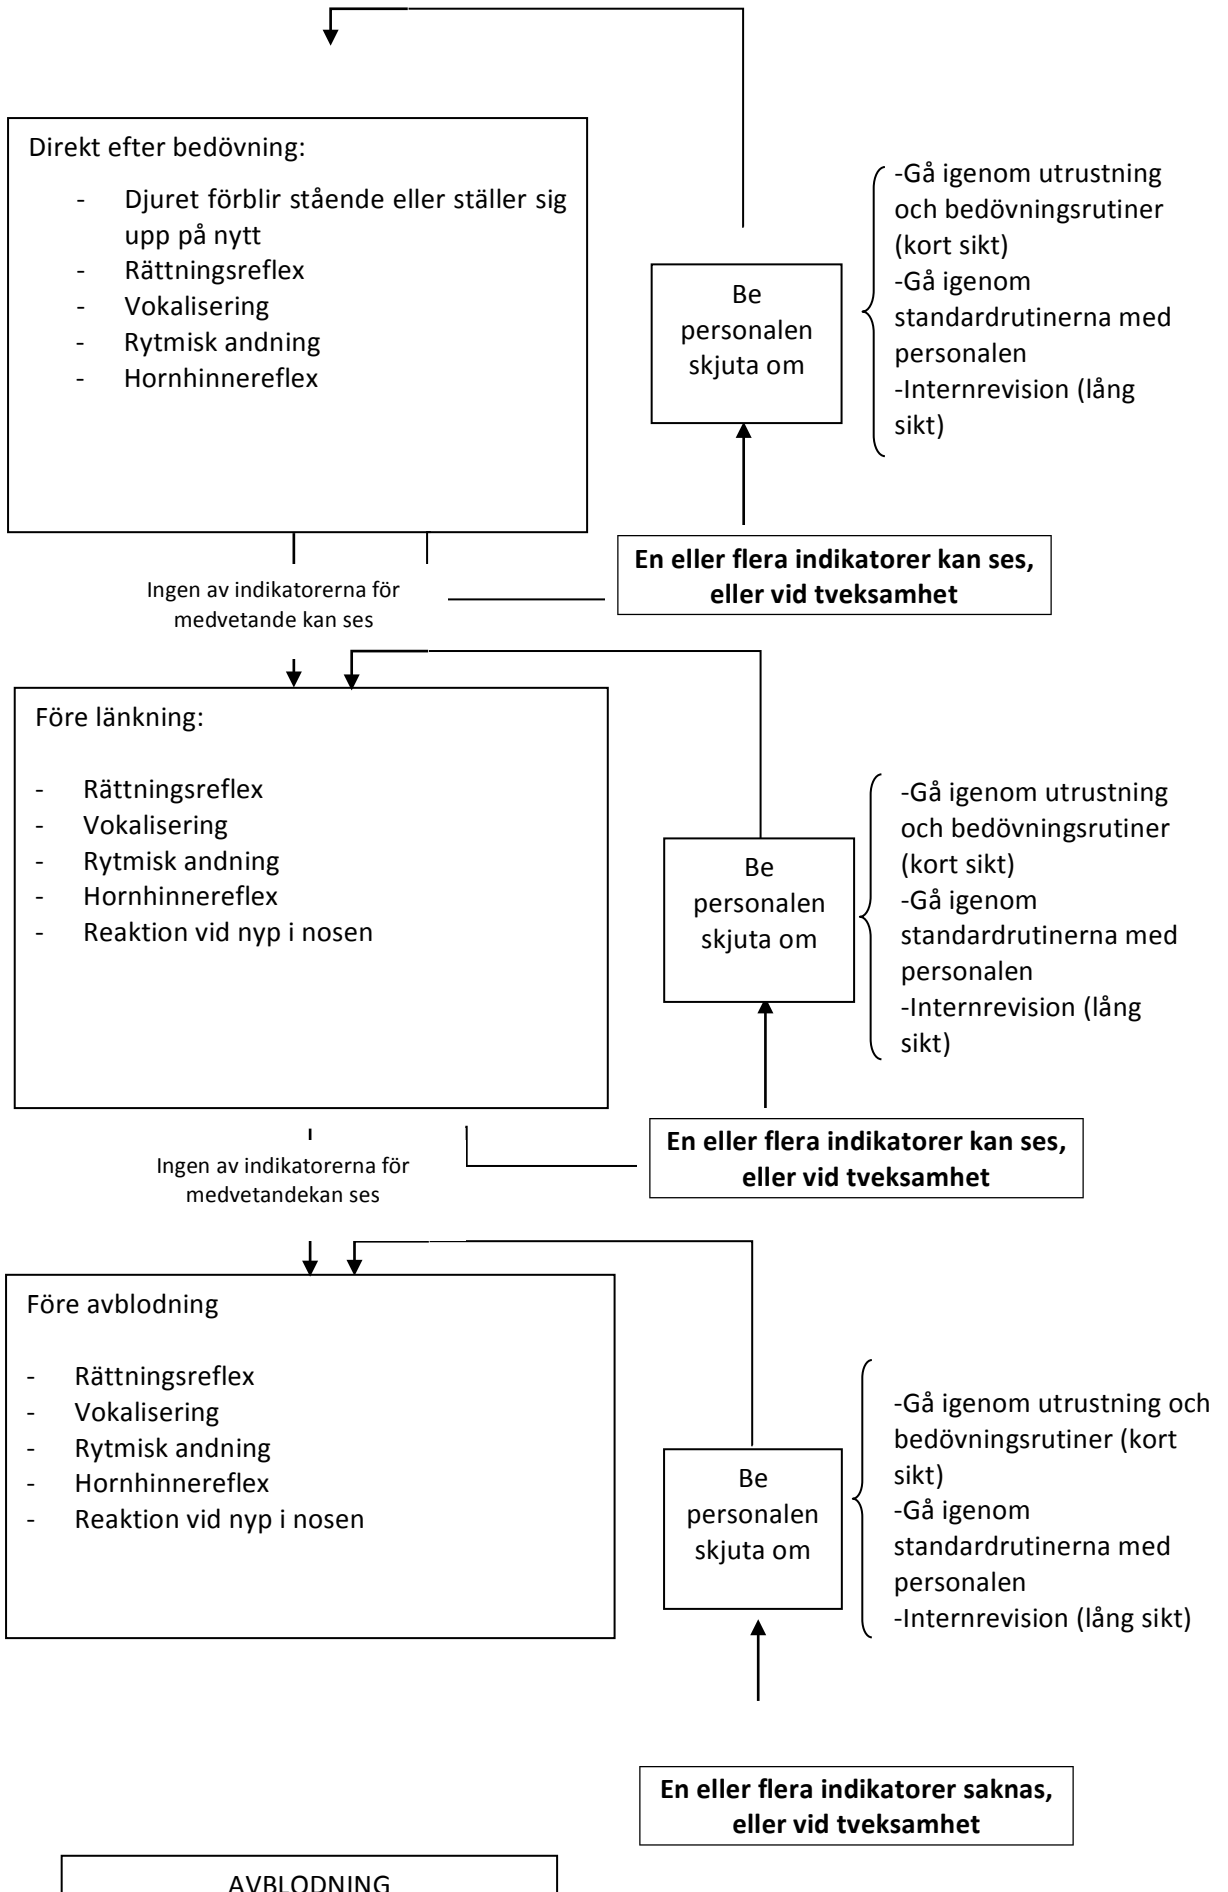 Direkt efter bedövning:
- Djuret förblir stående eller ställer sig
upp på nytt
- Rättningsreflex
- Vokalisering
- Rytmisk andning
- Hornhinnereflex
Be
personalen
skjuta om
-Gå igenom utrustning
och bedövningsrutiner
(kort sikt)
-Gå igenom
standardrutinerna med
personalen
-Internrevision (lång
sikt)
En eller flera indikatorer kan ses,
eller vid tveksamhet
Ingen av indikatorerna för
medvetande kan ses
Före länkning:
- Rättningsreflex
- Vokalisering
- Rytmisk andning
- Hornhinnereflex
- Reaktion vid nyp i nosen
Be
personalen
skjuta om
-Gå igenom utrustning
och bedövningsrutiner
(kort sikt)
-Gå igenom
standardrutinerna med
personalen
-Internrevision (lång
sikt)
En eller flera indikatorer kan ses,
eller vid tveksamhet
Ingen av indikatorerna för
medvetandekan ses
Före avblodning
- Rättningsreflex
- Vokalisering
- Rytmisk andning
- Hornhinnereflex
- Reaktion vid nyp i nosen
Be
personalen
skjuta om
-Gå igenom utrustning och
bedövningsrutiner (kort
sikt)
-Gå igenom
standardrutinerna med
personalen
-Internrevision (lång sikt)
En eller flera indikatorer saknas,
eller vid tveksamhet
AVBLODNING